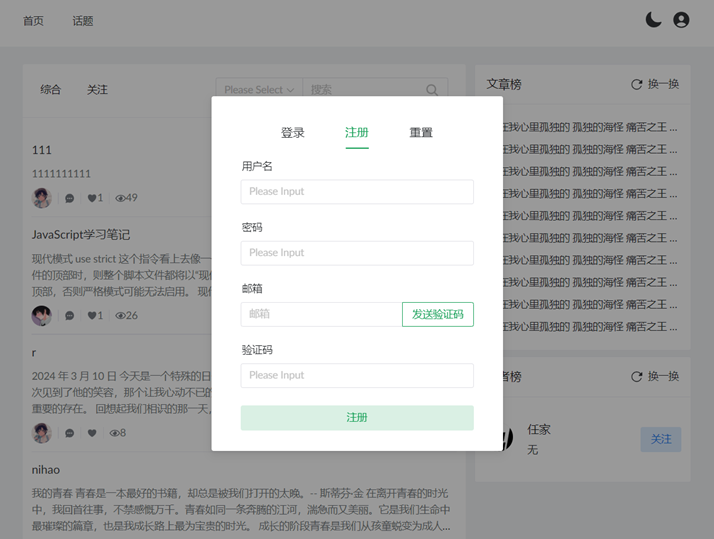 首页 话题
综合 关注 Please Select 搜索
文章榜 换一换
登录 注册 重置
用户名
Please Input
密码
Please Input
邮箱
邮箱 发送验证码
验证码
Please Input
注册
111
1111111111
1 49
JavaScript学习笔记
现代模式 use strict 这个指令看上去像一
件的顶部时，则整个脚本文件都将以"现
顶部，否则严格模式可能无法启用。 现
1 26
r
2024 年 3 月 10 日 今天是一个特殊的日
次见到了他的笑容，那个让我心动不已的
重要的存在。 回想起我们相识的那一天，
8
nihao
我的青春 青春是一本最好的书籍，却总是被我们打开的太晚。-- 斯蒂芬·金 在离开青春的时光
中，我回首往事，不禁感慨万千。青春如同一条奔腾的江河，湍急而又美丽。它是我们生命中
最璀璨的篇章，也是我成长路上最为宝贵的时光。 成长的阶段青春是我们从孩童蜕变为成人...
在我心里孤独的 孤独的海怪 痛苦之王 ...
在我心里孤独的 孤独的海怪 痛苦之王 ...
在我心里孤独的 孤独的海怪 痛苦之王 ...
在我心里孤独的 孤独的海怪 痛苦之王 ...
在我心里孤独的 孤独的海怪 痛苦之王 ...
在我心里孤独的 孤独的海怪 痛苦之王 ...
在我心里孤独的 孤独的海怪 痛苦之王 ...
在我心里孤独的 孤独的海怪 痛苦之王 ...
在我心里孤独的 孤独的海怪 痛苦之王 ...
在我心里孤独的 孤独的海怪 痛苦之王 ...
者榜 换一换
任家
无
关注